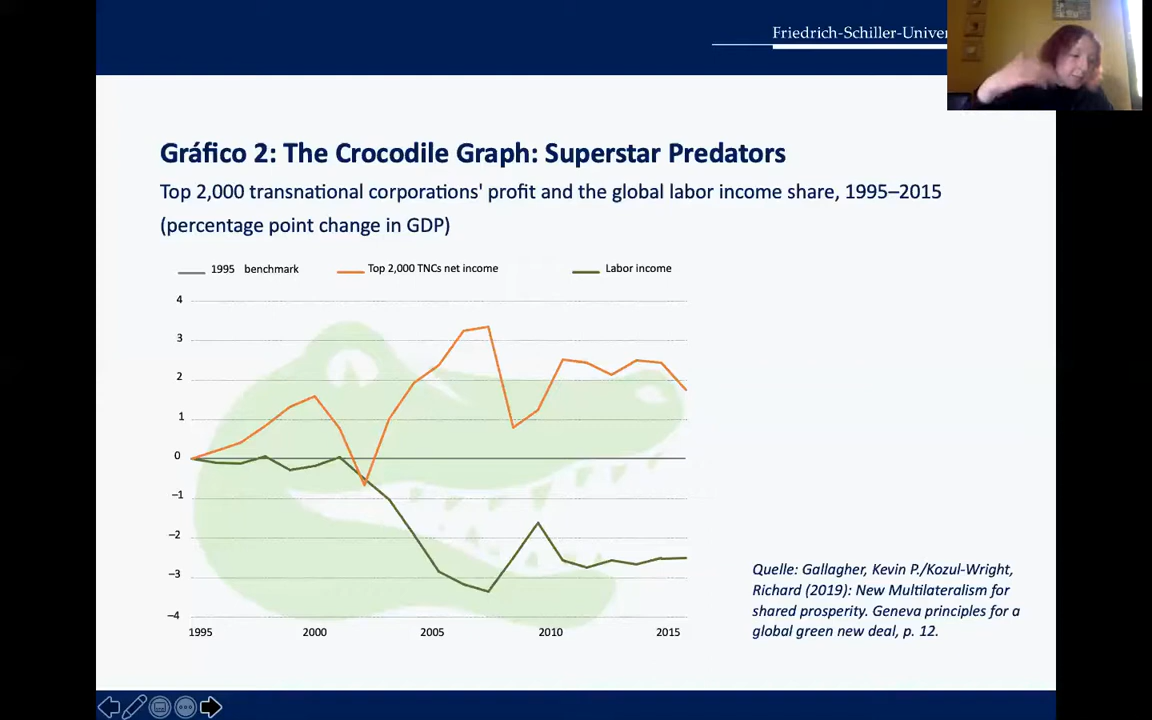 Friedrich-Schiller-Univer
Gráfico 2: The Crocodile Graph: Superstar Predators
Top 2,000 transnational corporations' profit and the global labor income share, 1995–2015
(percentage point change in GDP)
1995 benchmark
Top 2,000 TNCs net income
Labor income
4
3
2
1
0
–1
–2
–3
–4
1995
2000
2005
2010
2015
Quelle: Gallagher, Kevin P./Kozul-Wright,
Richard (2019): New Multilateralism for
shared prosperity. Geneva principles for a
global green new deal, p. 12.